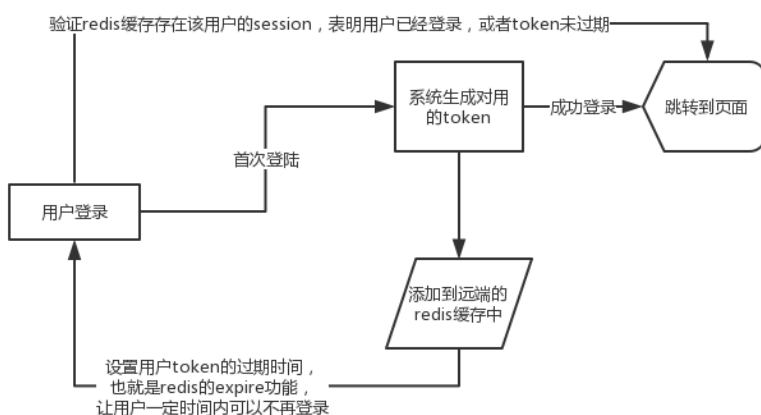 验证redis缓存存在该用户的session，表明用户已经登录，或者token未过期
系统生成对用
的token
成功登录
跳转到页面
首次登陆
用户登录
添加到远端的
redis缓存中
设置用户token的过期时间，
也就是redis的expire功能，
让用户一定时间内可以不再登录